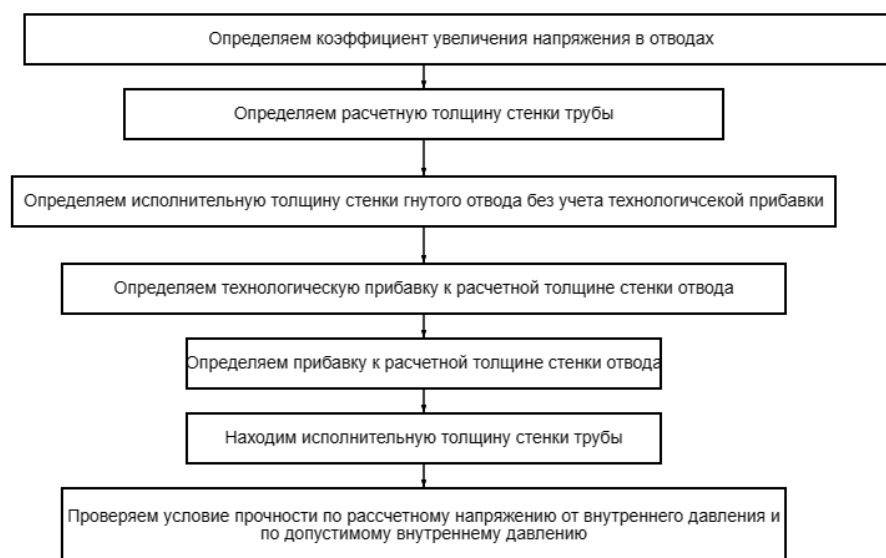 Определяем коэффициент увеличения напряжения в отводах
Определяем расчетную толщину стенки трубы
Определяем исполнительную толщину стенки гнутого отвода без учета технологичсекой прибавки
Определяем технологическую прибавку к расчетной толщине стенки отвода
Определяем прибавку к расчетной толщине стенки отвода
Находим исполнительную толщину стенки трубы
Проверяем условие прочности по рассчетному напряжению от внутреннего давления и
по допустимому внутреннему давлению